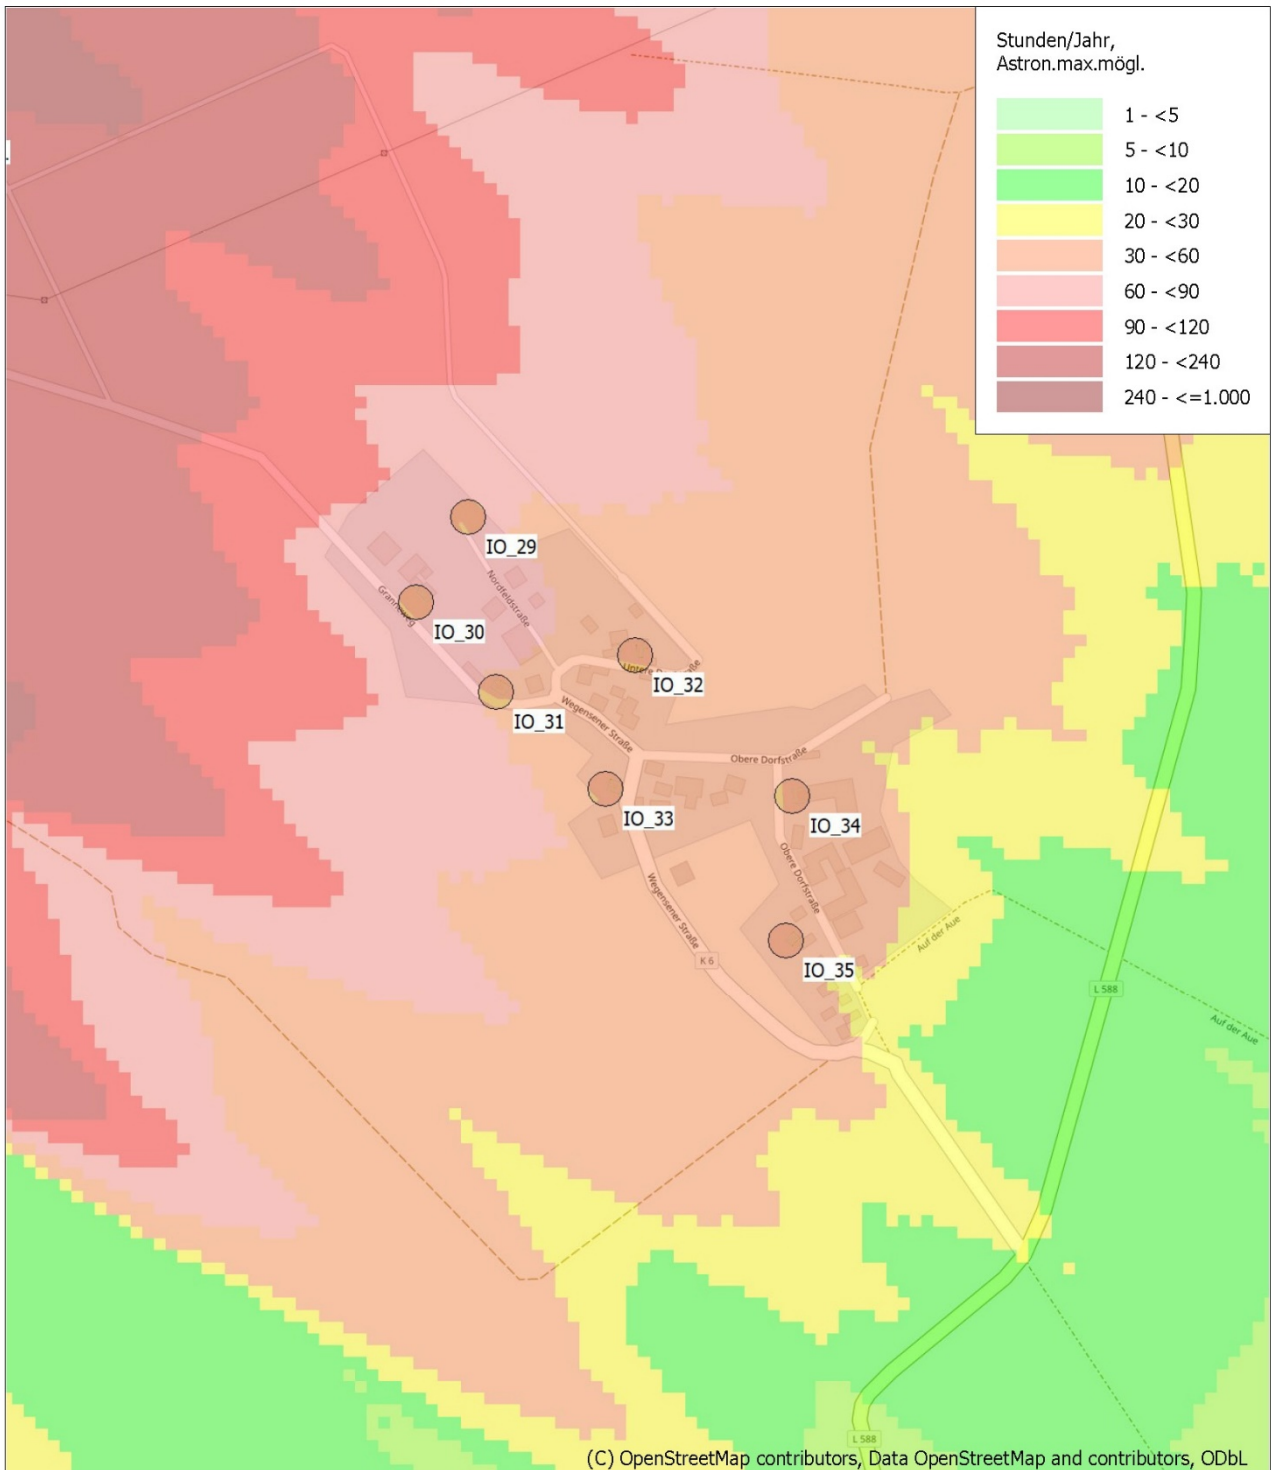 Stunden/Jahr,
Astron.max.mögl.
1 - <5
5 - <10
10 - <20
20 - <30
30 - <60
60 - <90
90 - <120
120 - <240
240 - <=1.000
IO_29
Nordfeldstraße
IO_30
IO_32
IO_31
Wegensener Straße
Obere Dorfstraße
IO_33
IO_34
Obere Dorfstraße
Wegensener Straße
Auf der Aue
K 6
IO_35
L 588
Auf der Aue
L 588
(C) OpenStreetMap contributors, Data OpenStreetMap and contributors, ODbL